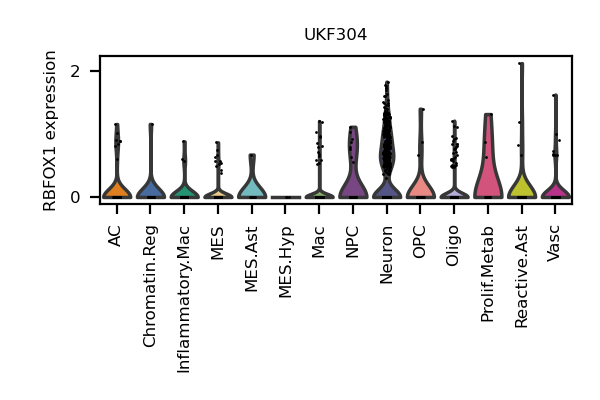 UKF304
RBFOX1 expression
2
0
AC
Chromatin.Reg
Inflammatory.Mac
MES
MES.Ast
MES.Hyp
Mac
NPC
Neuron
OPC
Oligo
Prolif.Metab
Reactive.Ast
Vasc